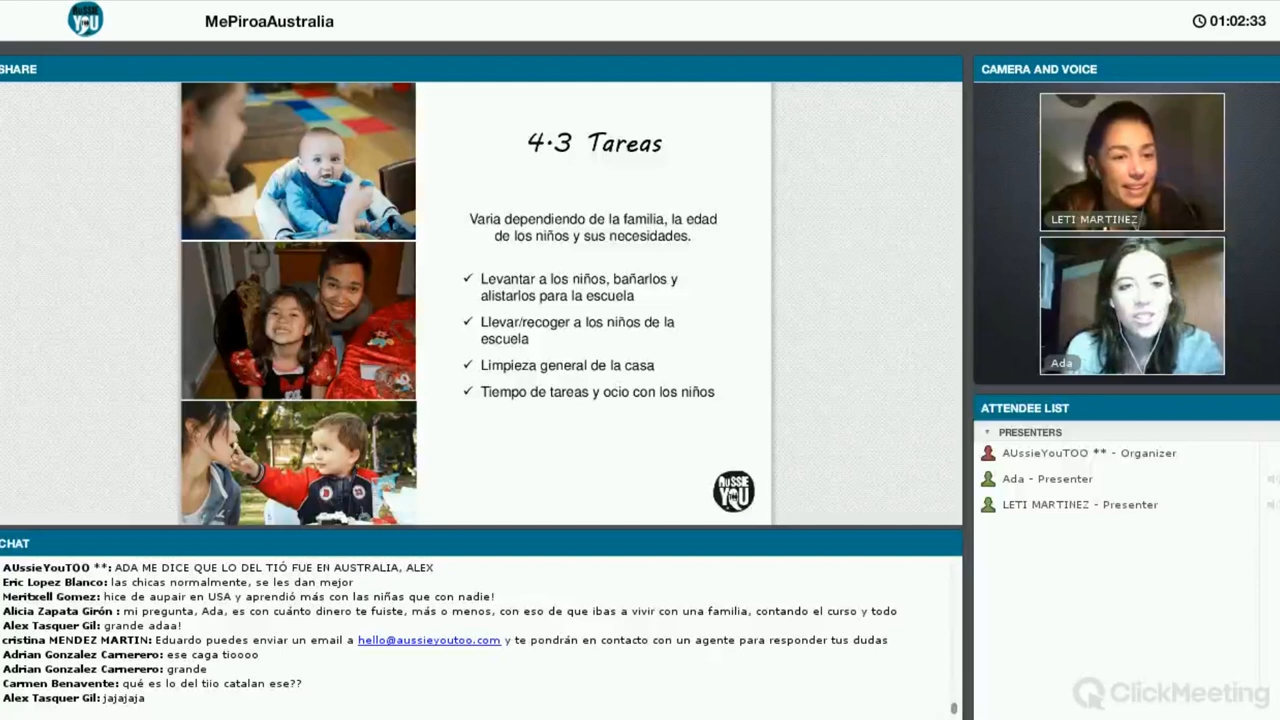 AUSSIE
YOU
TOO
MePiroaAustralia
01:02:33
SHARE
CAMERA AND VOICE
4.3 Tareas
Varia dependiendo de la familia, la edad
de los niños y sus necesidades.
✓ Levantar a los niños, bañarlos y
alistarlos para la escuela
✓ Llevar/recoger a los niños de la
escuela
✓ Limpieza general de la casa
✓ Tiempo de tareas y ocio con los niños
AUSSIE
YOU
TOO
LETI MARTINEZ
Ada
ATTENDEE LIST
PRESENTERS
AUssieYouTOO ** - Organizer
Ada - Presenter
LETI MARTINEZ - Presenter
CHAT
AUssieYouTOO **: ADA ME DICE QUE LO DEL TIÓ FUE EN AUSTRALIA, ALEX
Eric Lopez Blanco: las chicas normalmente, se les dan mejor
Meritxell Gomez: hice de aupair en USA y aprendió más con las niñas que con nadie!
Alicia Zapata Girón : mi pregunta, Ada, es con cuánto dinero te fuiste, más o menos, con eso de que ibas a vivir con una familia, contando el curso y todo
Alex Tasquer Gil: grande adaa!
cristina MENDEZ MARTIN: Eduardo puedes enviar un email a hello@aussieyoutoo.com y te pondrán en contacto con un agente para responder tus dudas
Adrian Gonzalez Carnerero: ese caga tioooo
Adrian Gonzalez Carnerero: grande
Carmen Benavente: qué es lo del tiio catalan ese??
Alex Tasquer Gil: jajajaja
ClickMeeting